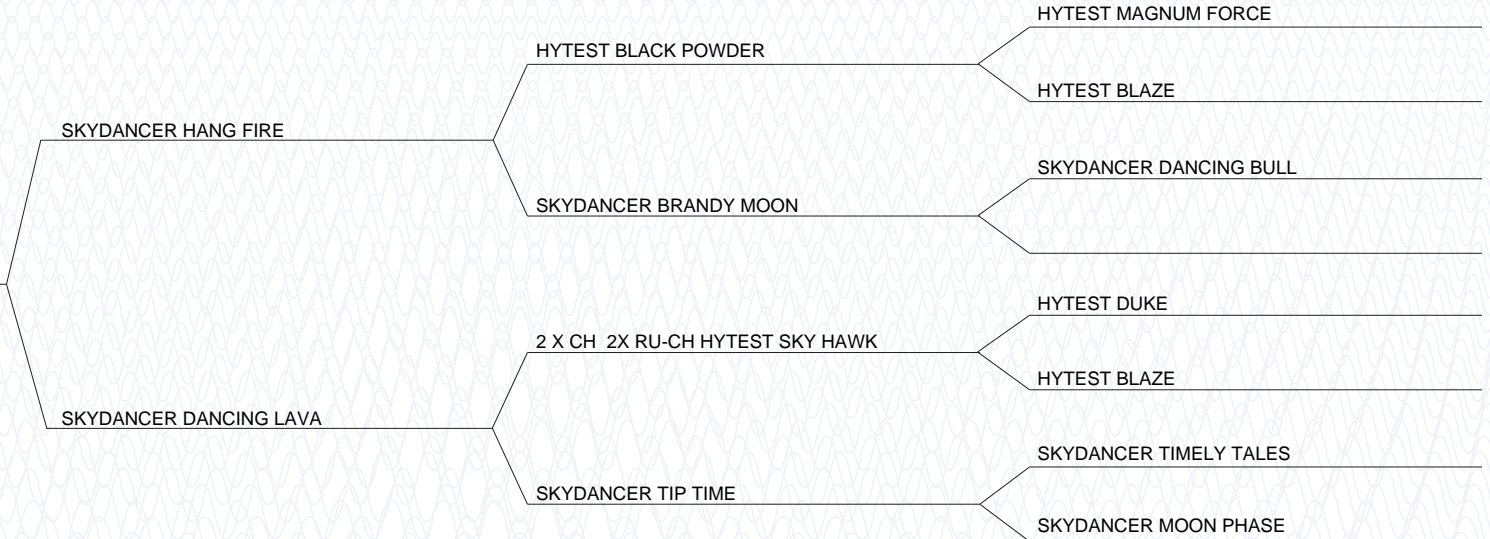 HYTEST MAGNUM FORCE
HYTEST BLACK POWDER
HYTEST BLAZE
SKYDANCER HANG FIRE
SKYDANCER DANCING BULL
SKYDANCER BRANDY MOON
HYTEST DUKE
2 X CH  2X RU-CH HYTEST SKY HAWK
HYTEST BLAZE
SKYDANCER DANCING LAVA
SKYDANCER TIMELY TALES
SKYDANCER TIP TIME
SKYDANCER MOON PHASE